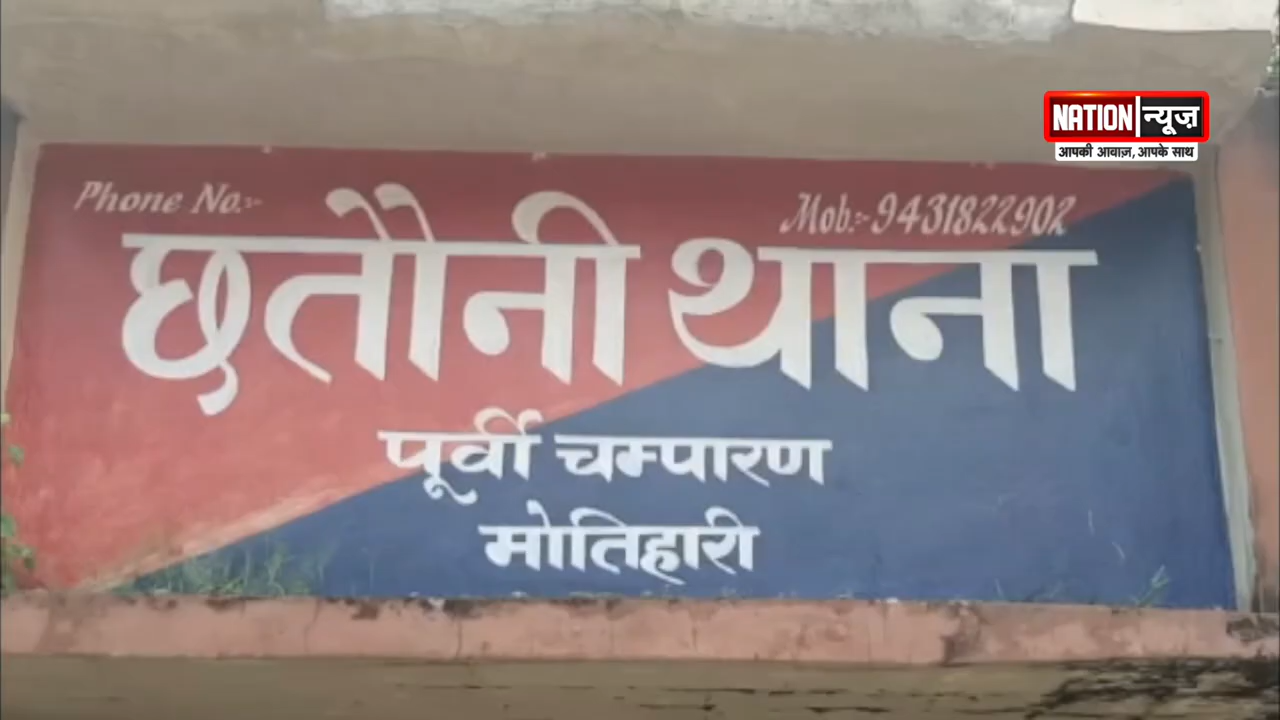 NATION न्यूज़
आपकी आवाज़, आपके साथ
Phone No.:- Mob:- 9431822902
छतौनी थाना
पूर्वी चम्पारण
मोतिहारी